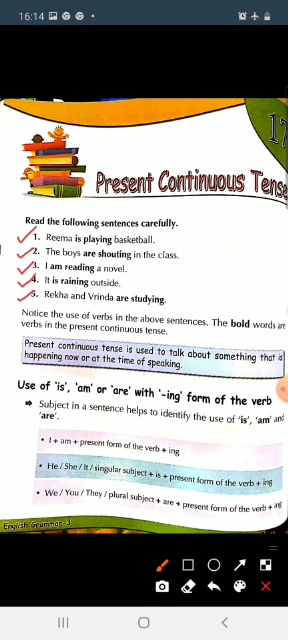 16:14
17
Present Continuous Tense
Read the following sentences carefully.
1. Reema is playing basketball.
2. The boys are shouting in the class.
3. I am reading a novel.
4. It is raining outside.
5. Rekha and Vrinda are studying.
Notice the use of verbs in the above sentences. The bold words are
verbs in the present continuous tense.
Present continuous tense is used to talk about something that is
happening now or at the time of speaking.
Use of 'is', 'am' or 'are' with '-ing' form of the verb
➡ Subject in a sentence helps to identify the use of 'is', 'am' and
'are'.
• I + am + present form of the verb + ing
• He / She / It / singular subject + is + present form of the verb + ing
• We / You / They / plural subject + are + present form of the verb + ing
English Grammar-3